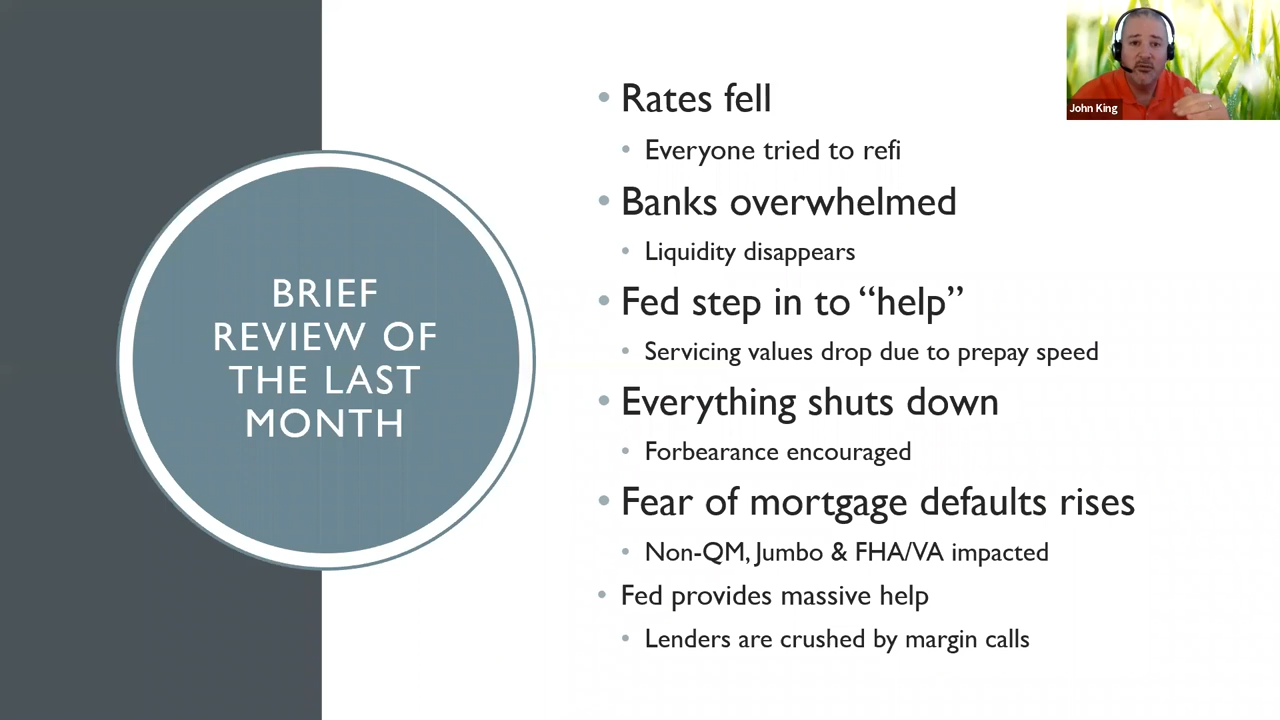 BRIEF
REVIEW OF
THE LAST
MONTH
• Rates fell
• Everyone tried to refi
• Banks overwhelmed
• Liquidity disappears
• Fed step in to “help”
• Servicing values drop due to prepay speed
• Everything shuts down
• Forbearance encouraged
• Fear of mortgage defaults rises
• Non-QM, Jumbo & FHA/VA impacted
• Fed provides massive help
• Lenders are crushed by margin calls
John King